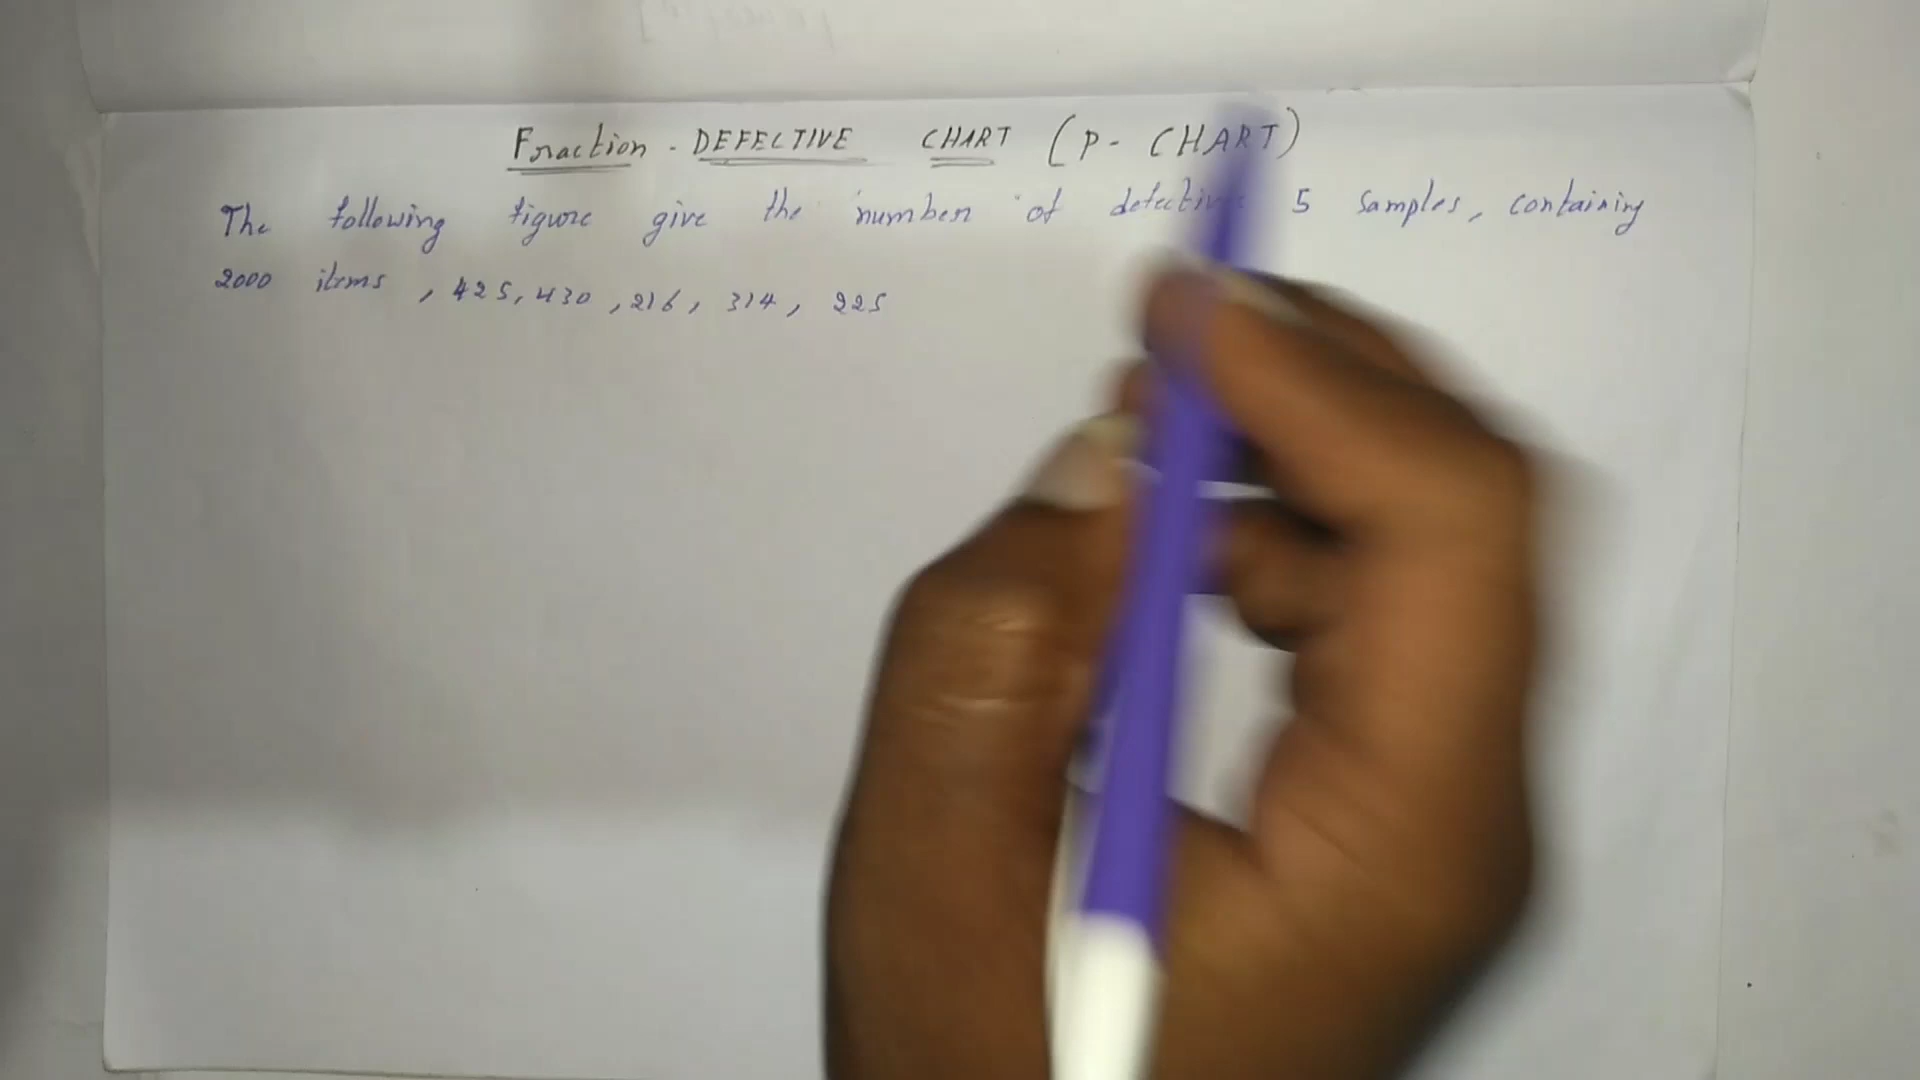 Fraction - DEFECTIVE CHART (P- CHART)
The following figure give the number of defective 5 samples, containing
2000 items , 425, 430 , 216, 314, 225